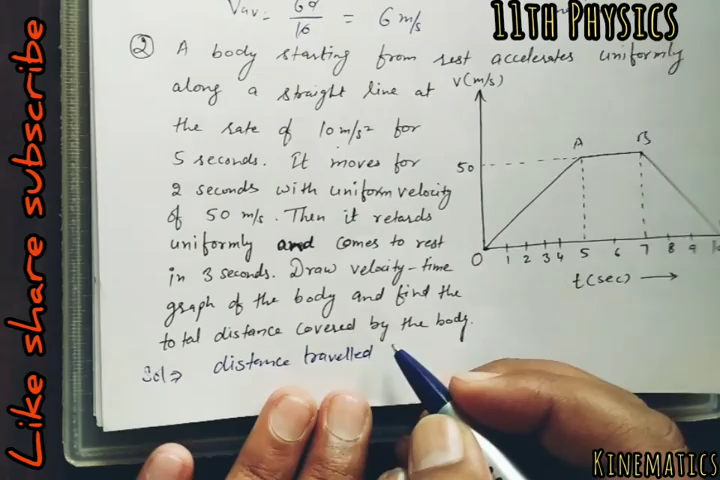 Like share subscribe
11th Physics
Vav = 6 m/s
16
② A body starting from rest accelerates uniformly
along a straight line at
the rate of 10 m/s² for
5 seconds. It moves for
2 seconds with uniform velocity
of 50 m/s. Then it retards
uniformly and comes to rest
in 3 seconds. Draw velocity-time
graph of the body and find the
total distance covered by the body.
Sol ⇒ distance travelled
V(m/s)
A B
50
O 1 2 3 4 5 6 7 8 9
t(sec) →
Kinematics